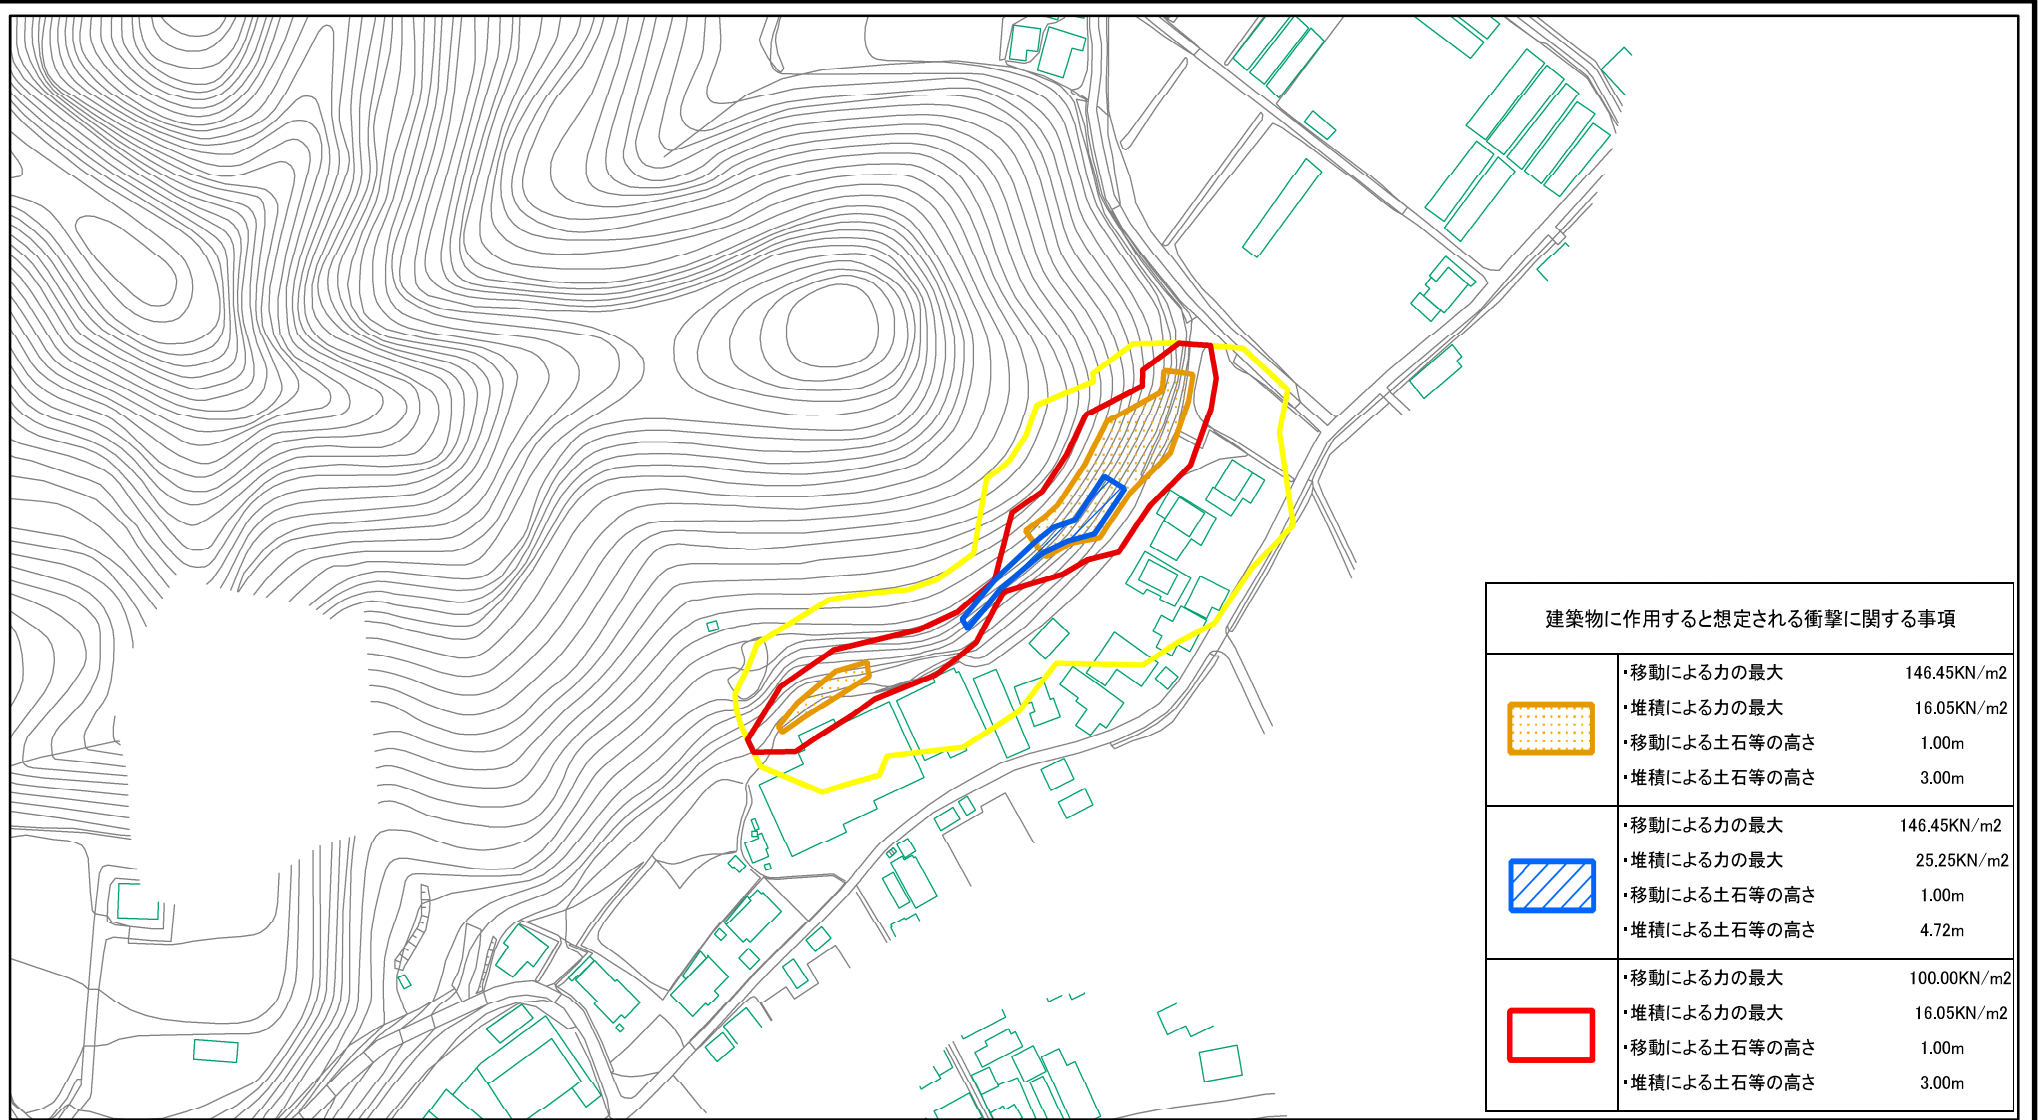 建築物に作用すると想定される衝撃に関する事項
・移動による力の最大 146.45KN/m2
・堆積による力の最大 16.05KN/m2
・移動による土石等の高さ 1.00m
・堆積による土石等の高さ 3.00m
・移動による力の最大 146.45KN/m2
・堆積による力の最大 25.25KN/m2
・移動による土石等の高さ 1.00m
・堆積による土石等の高さ 4.72m
・移動による力の最大 100.00KN/m2
・堆積による力の最大 16.05KN/m2
・移動による土石等の高さ 1.00m
・堆積による土石等の高さ 3.00m